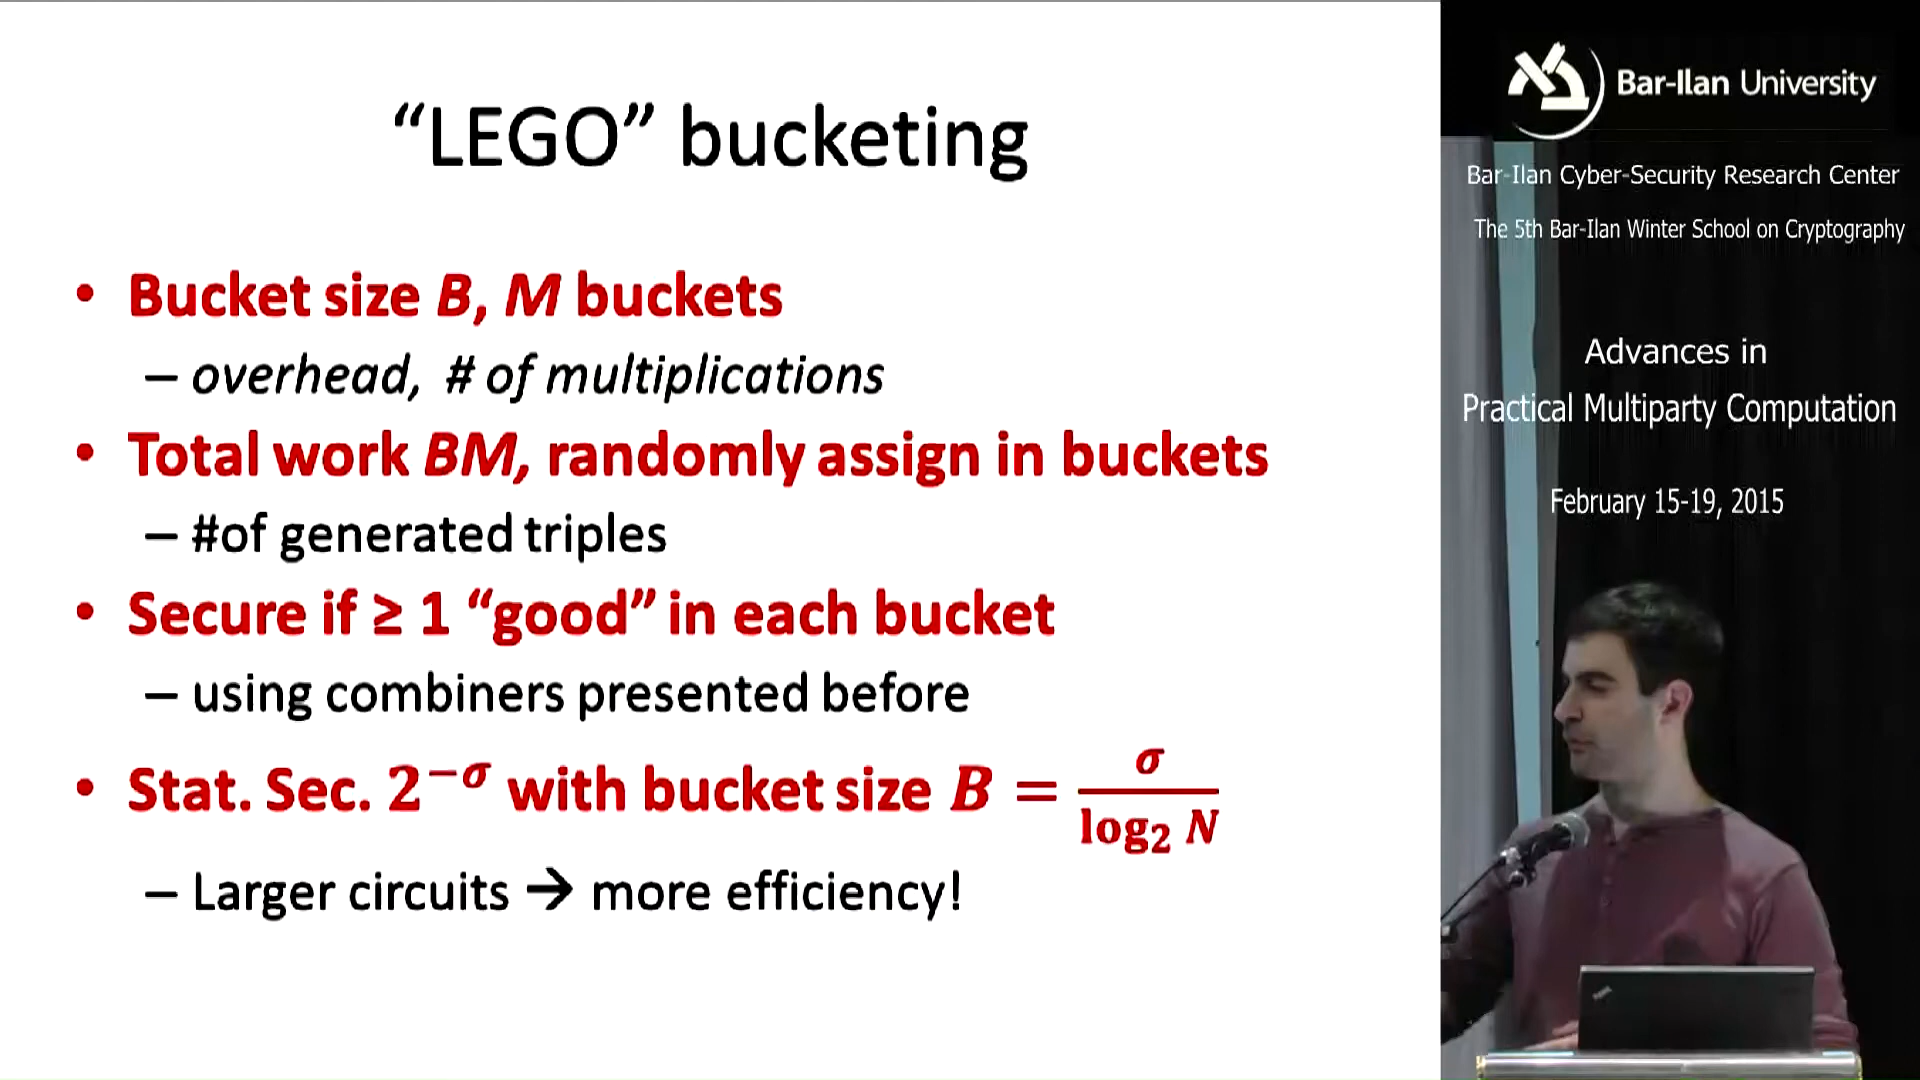 “LEGO” bucketing
• Bucket size B, M buckets
– overhead, # of multiplications
• Total work BM, randomly assign in buckets
– #of generated triples
• Secure if ≥ 1 “good” in each bucket
– using combiners presented before
• Stat. Sec. 2^{−σ} with bucket size B = σ / log₂ N
– Larger circuits → more efficiency!
Bar-Ilan University
Bar-Ilan Cyber-Security Research Center
The 5th Bar-Ilan Winter School on Cryptography
Advances in
Practical Multiparty Computation
February 15-19, 2015